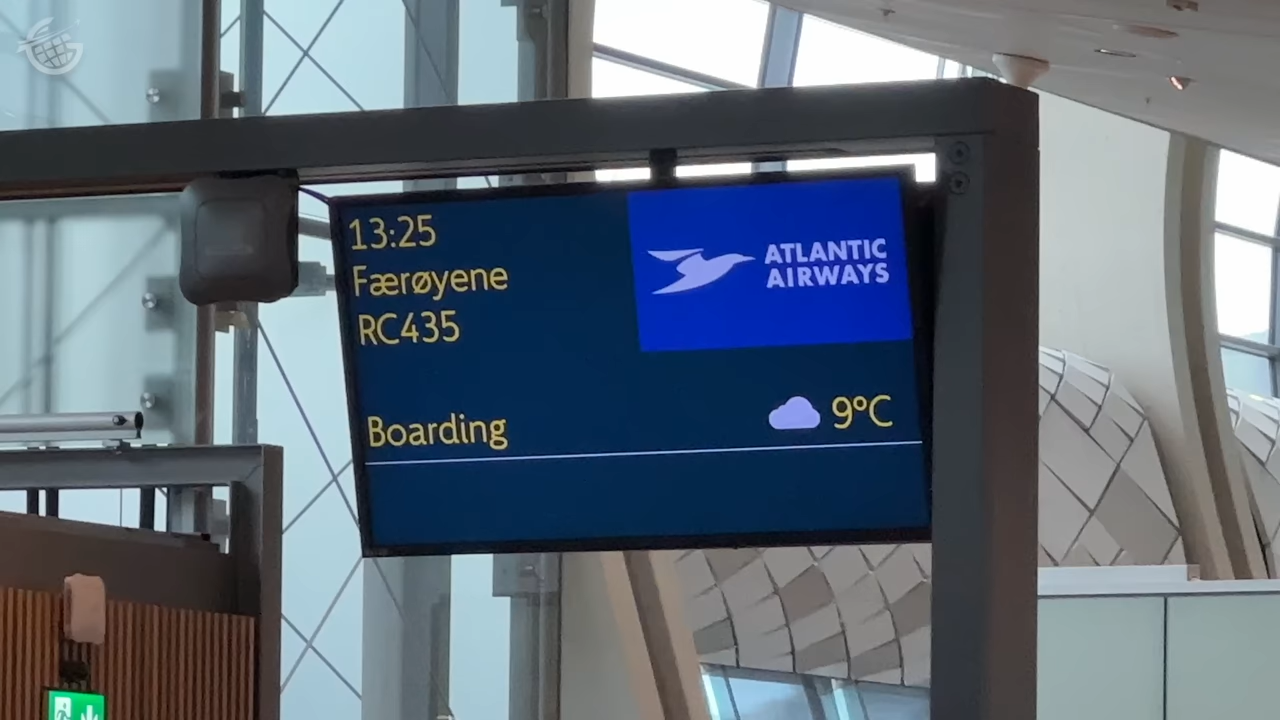 13:25
Færøyene
RC435
ATLANTIC
AIRWAYS
Boarding
9°C